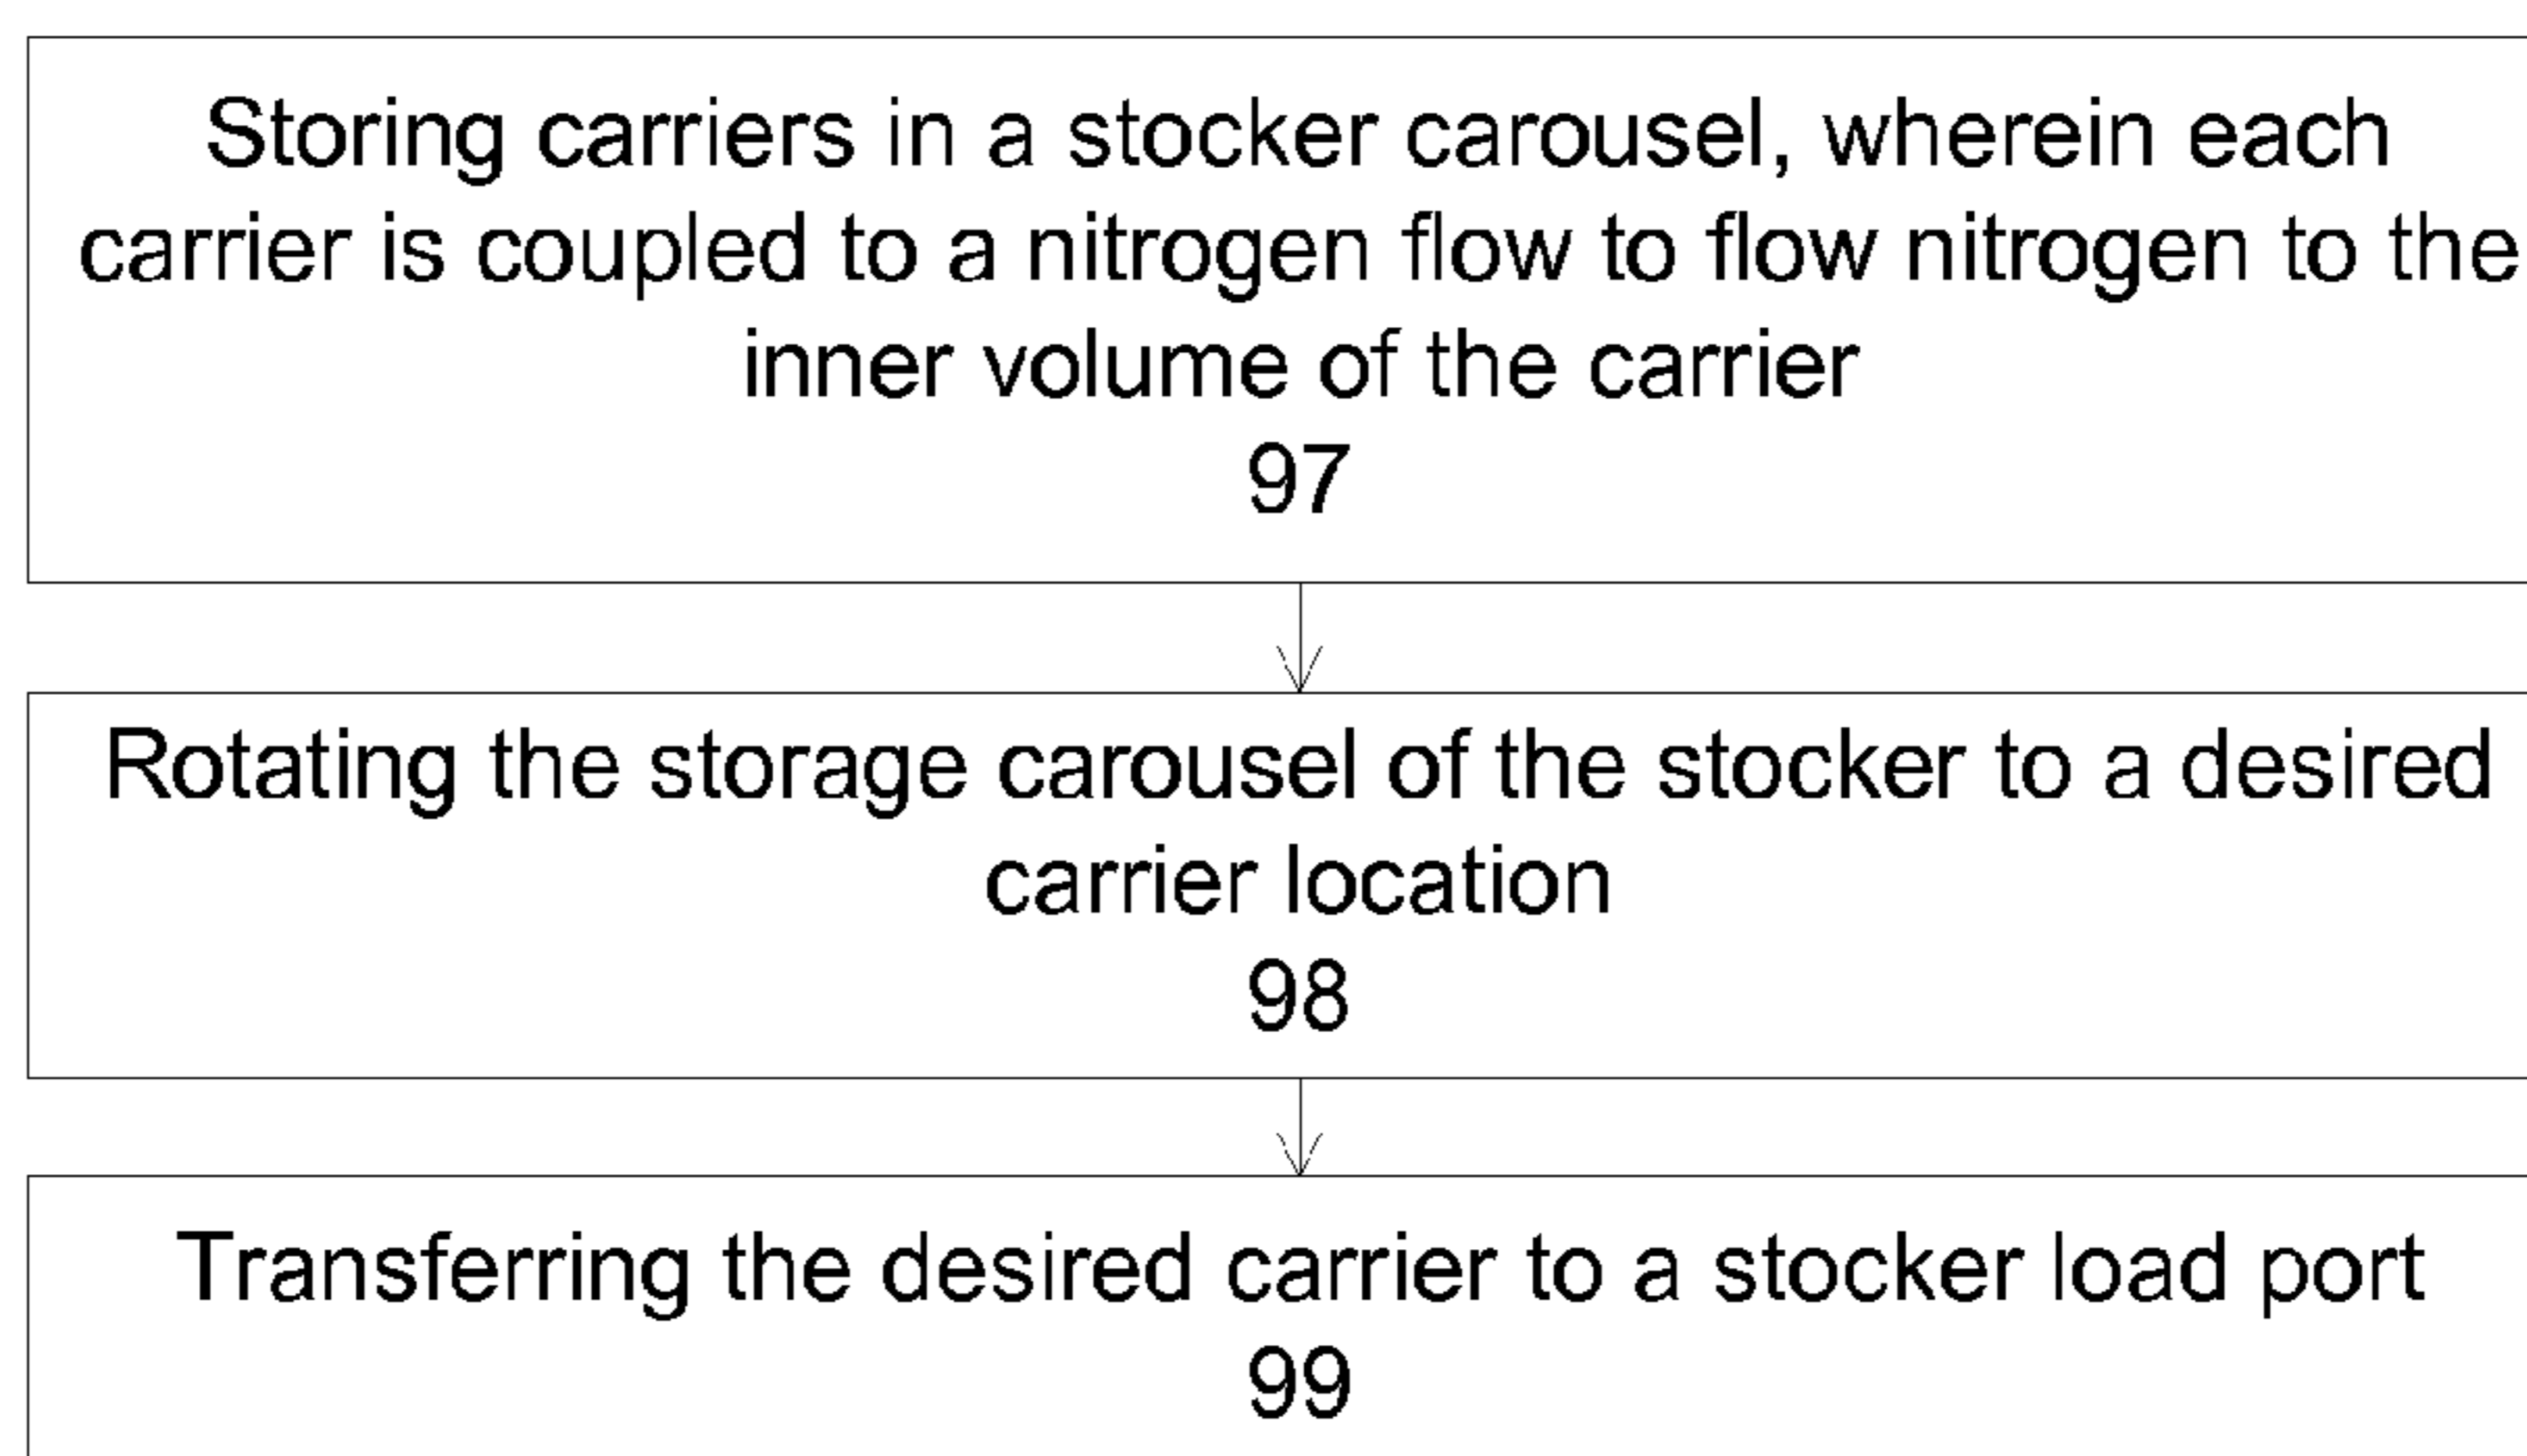 Storing carriers in a stocker carousel, wherein each
carrier is coupled to a nitrogen flow to flow nitrogen to the
inner volume of the carrier
97
Rotating the storage carousel of the stocker to a desired
carrier location
98
Transferring the desired carrier to a stocker load port
99